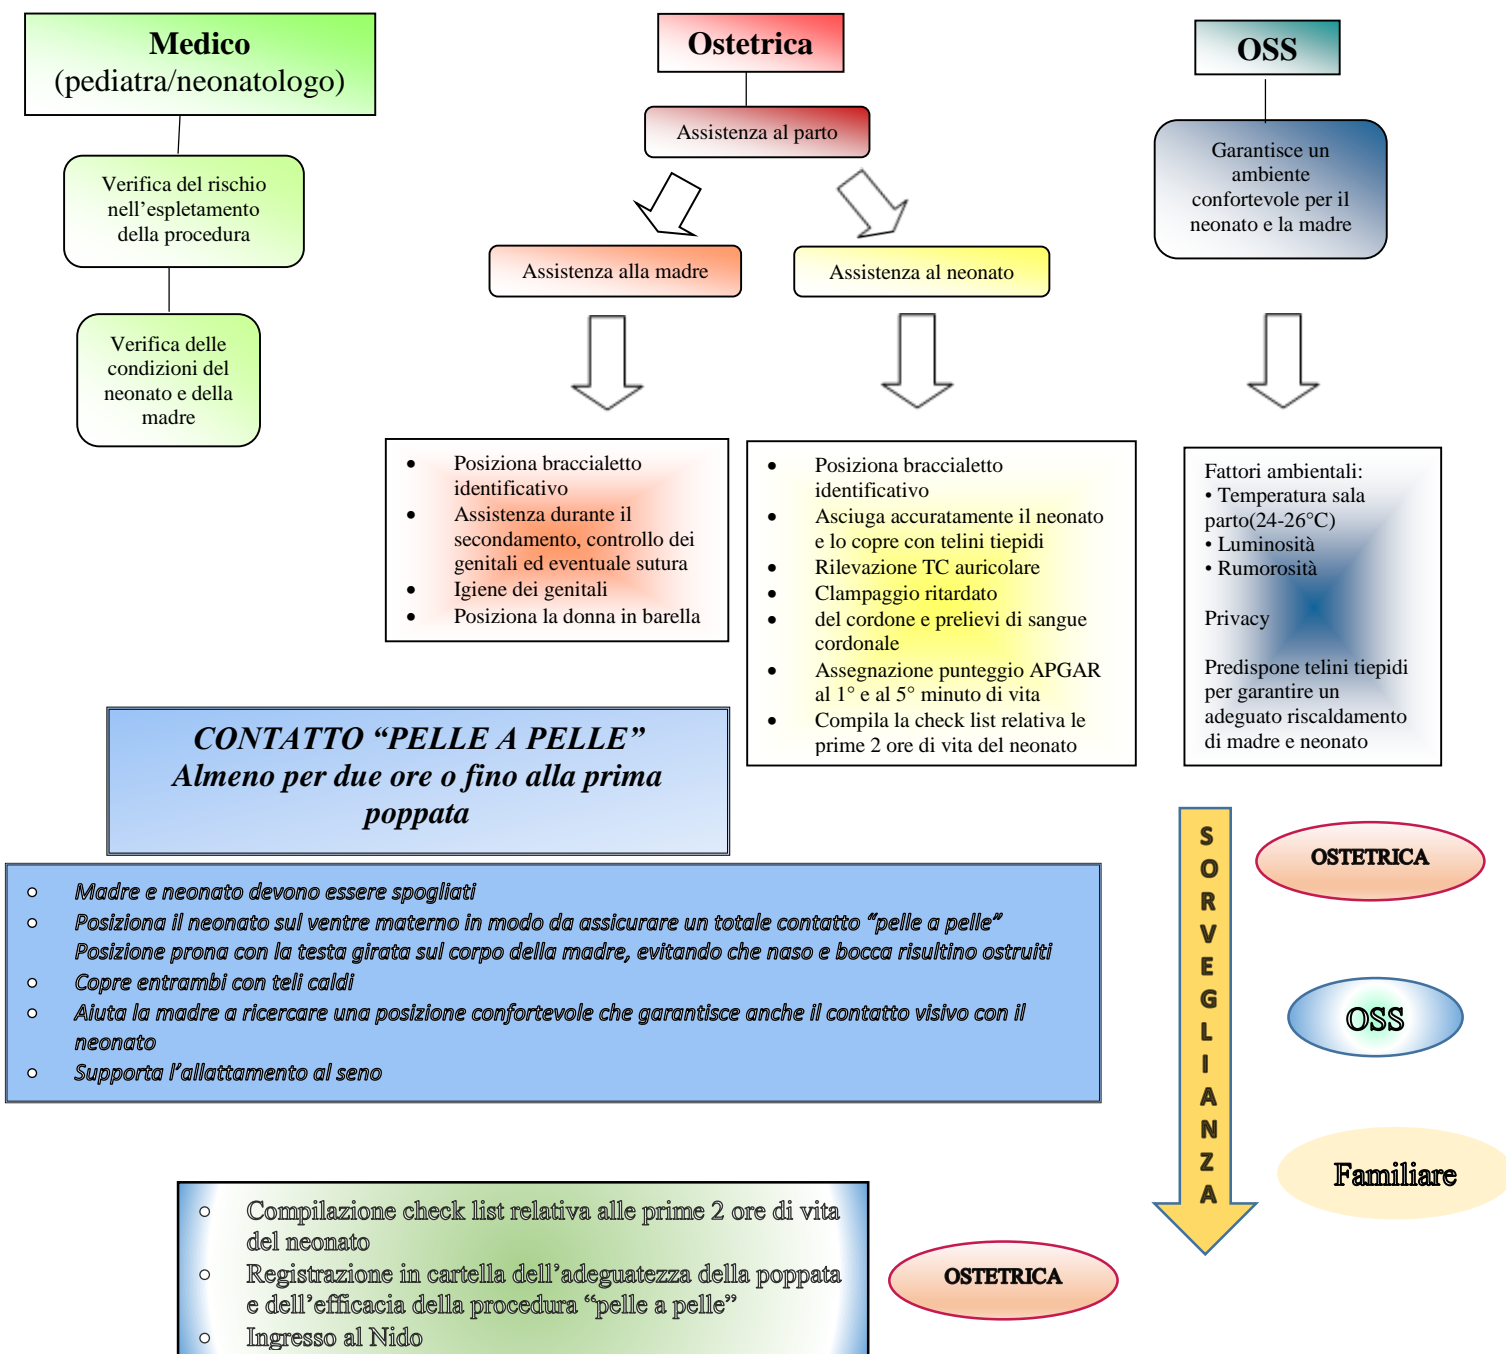 Medico
(pediatra/neonatologo)
Verifica del rischio
nell'espletamento
della procedura
Verifica delle
condizioni del
neonato e della
madre
Ostetrica
Assistenza al parto
Assistenza alla madre
Assistenza al neonato
OSS
Garantisce un
ambiente
confortevole per il
neonato e la madre
• Posiziona braccialetto
identificativo
• Assistenza durante il
secondamento, controllo dei
genitali ed eventuale sutura
• Igiene dei genitali
• Posiziona la donna in barella
• Posiziona braccialetto
identificativo
• Asciuga accuratamente il neonato
e lo copre con telini tiepidi
• Rilevazione TC auricolare
• Clampaggio ritardato
• del cordone e prelievi di sangue
cordonale
• Assegnazione punteggio APGAR
al 1° e al 5° minuto di vita
• Compila la check list relativa le
prime 2 ore di vita del neonato
Fattori ambientali:
• Temperatura sala
parto(24-26°C)
• Luminosità
• Rumorosità
Privacy
Predispone telini tiepidi
per garantire un
adeguato riscaldamento
di madre e neonato
CONTATTO “PELLE A PELLE”
Almeno per due ore o fino alla prima
poppata
o Madre e neonato devono essere spogliati
o Posiziona il neonato sul ventre materno in modo da assicurare un totale contatto “pelle a pelle”
Posizione prona con la testa girata sul corpo della madre, evitando che naso e bocca risultino ostruiti
o Copre entrambi con teli caldi
o Aiuta la madre a ricercare una posizione confortevole che garantisce anche il contatto visivo con il
neonato
o Supporta l'allattamento al seno
SORVEGLIANZA
OSTETRICA
OSS
Familiare
o Compilazione check list relativa alle prime 2 ore di vita
del neonato
o Registrazione in cartella dell'adeguatezza della poppata
e dell'efficacia della procedura “pelle a pelle”
o Ingresso al Nido
OSTETRICA